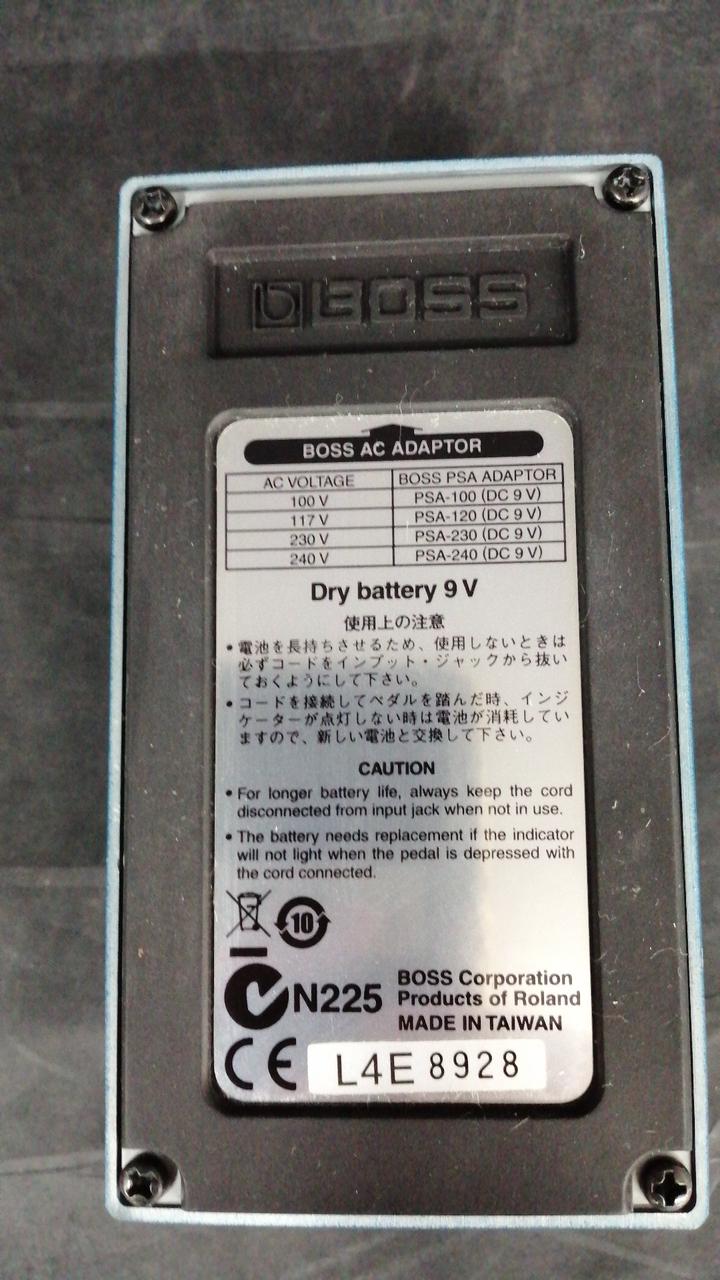 BOSS
BOSS AC ADAPTOR
AC VOLTAGE BOSS PSA ADAPTOR
100 V PSA-100 (DC 9 V)
117 V PSA-120 (DC 9 V)
230 V PSA-230 (DC 9 V)
240 V PSA-240 (DC 9 V)
Dry battery 9 V
使用上の注意
• 電池を長持ちさせるため、使用しないときは
必ずコードをインプット・ジャックから抜い
ておくようにして下さい。
• コードを接続してペダルを踏んだ時、インジ
ケーターが点灯しない時は電池が消耗してい
ますので、新しい電池と交換して下さい。
CAUTION
• For longer battery life, always keep the cord
disconnected from input jack when not in use.
• The battery needs replacement if the indicator
will not light when the pedal is depressed with
the cord connected.
10
N225
BOSS Corporation
Products of Roland
MADE IN TAIWAN
CE
L4E 8928